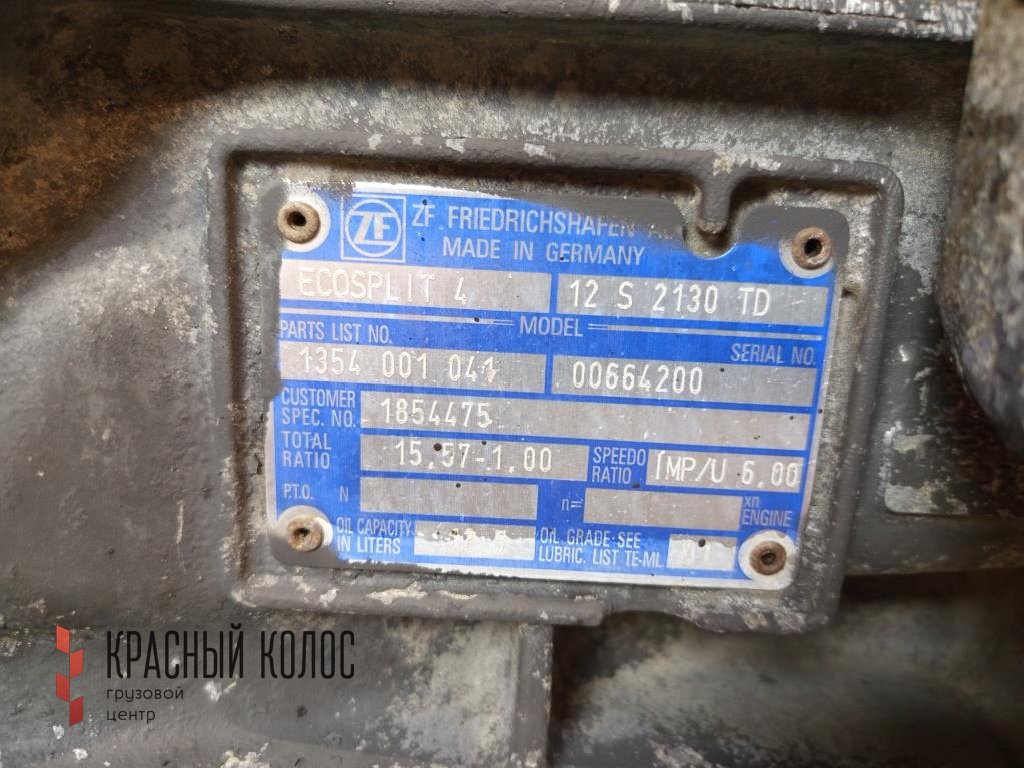 ZF
ZF FRIEDRICHSHAFEN
MADE IN GERMANY
ECOSPLIT 4 12 S 2130 TD
MODEL
PARTS LIST NO. SERIAL NO.
1354 001 041 00664200
CUSTOMER
SPEC. NO. 1854475
TOTAL
RATIO 15,57-1,00 SPEEDO
RATIO IMP/U 6,00
P.T.O. N n= xn
ENGINE
OIL CAPACITY
IN LITERS
OIL GRADE-SEE
LUBRIC. LIST TE-ML
КРАСНЫЙ КОЛОС
грузовой
центр